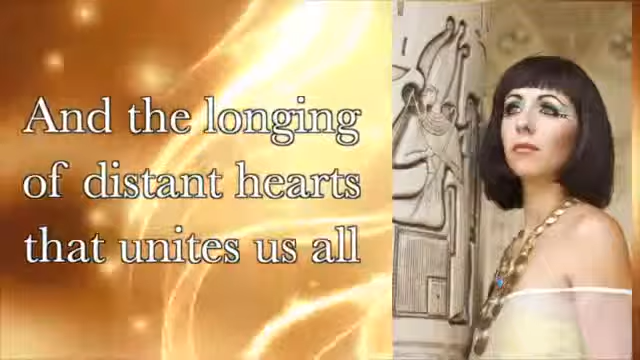 And the longing
of distant hearts
that unites us all